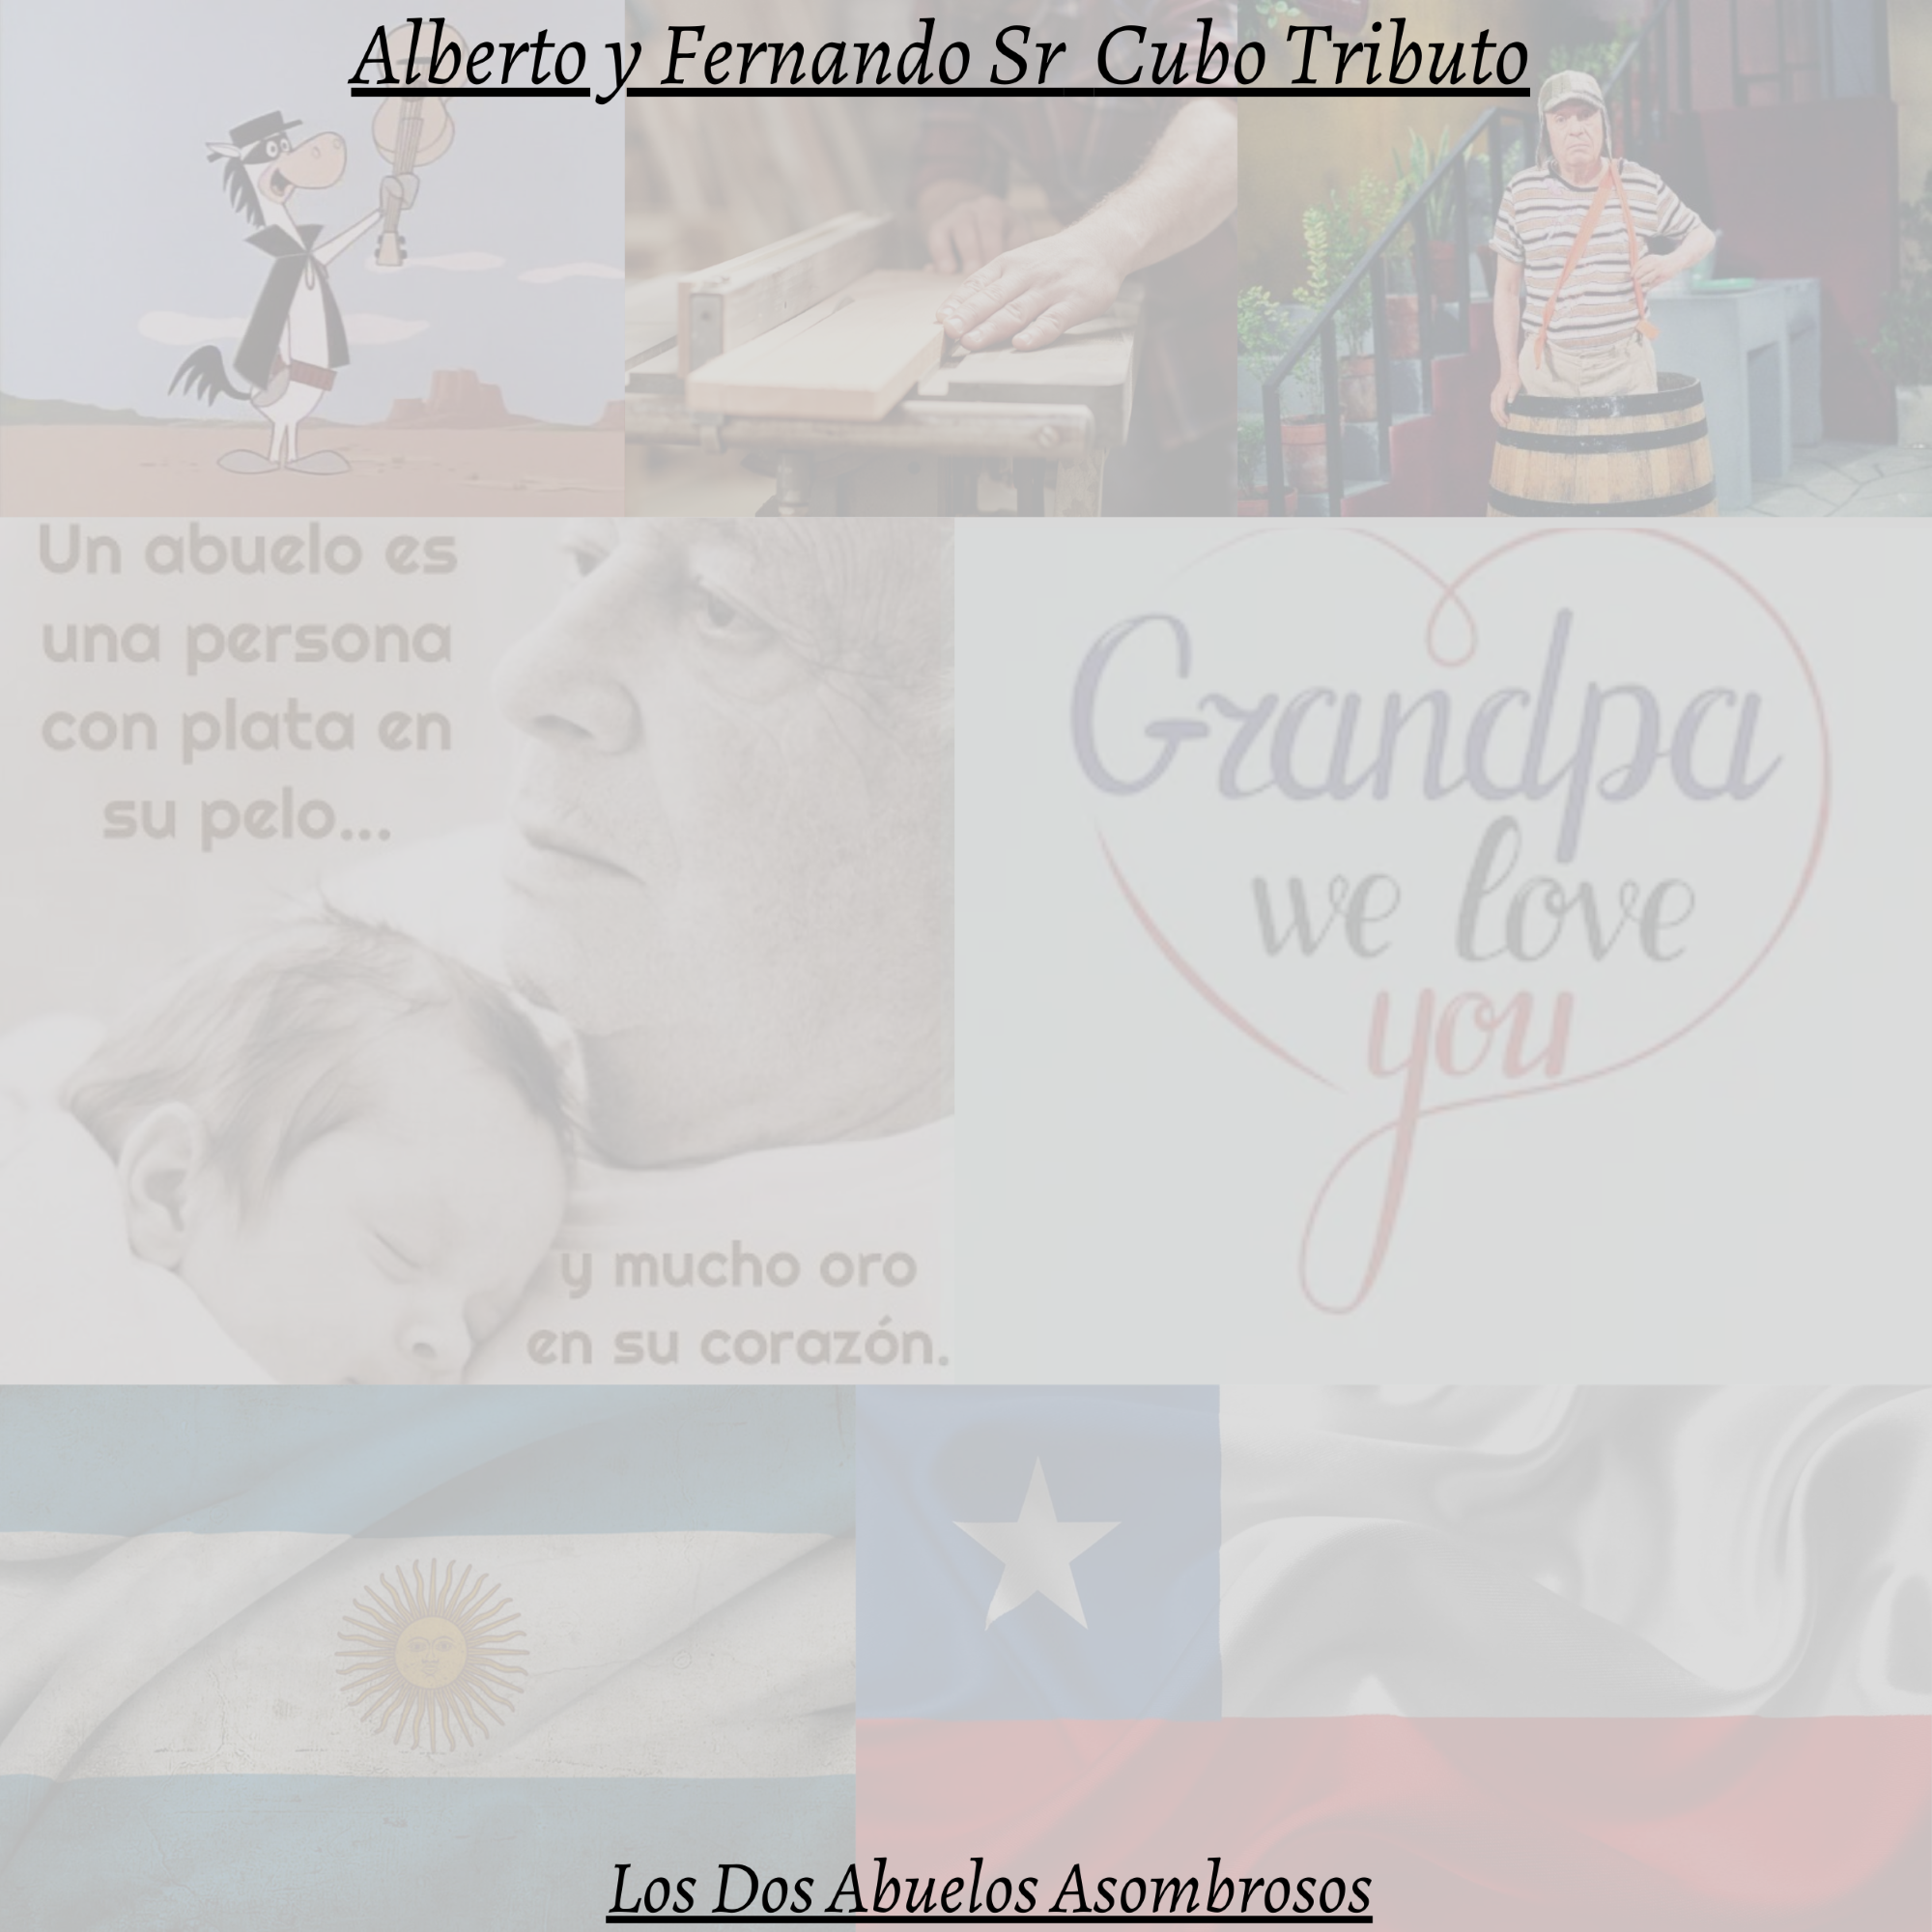 Alberto y Fernando Sr Cubo Tributo
Un abuelo es
una persona
con plata en
su pelo...
y mucho oro
en su corazón.
Grandpa
we love
you
Los Dos Abuelos Asombrosos